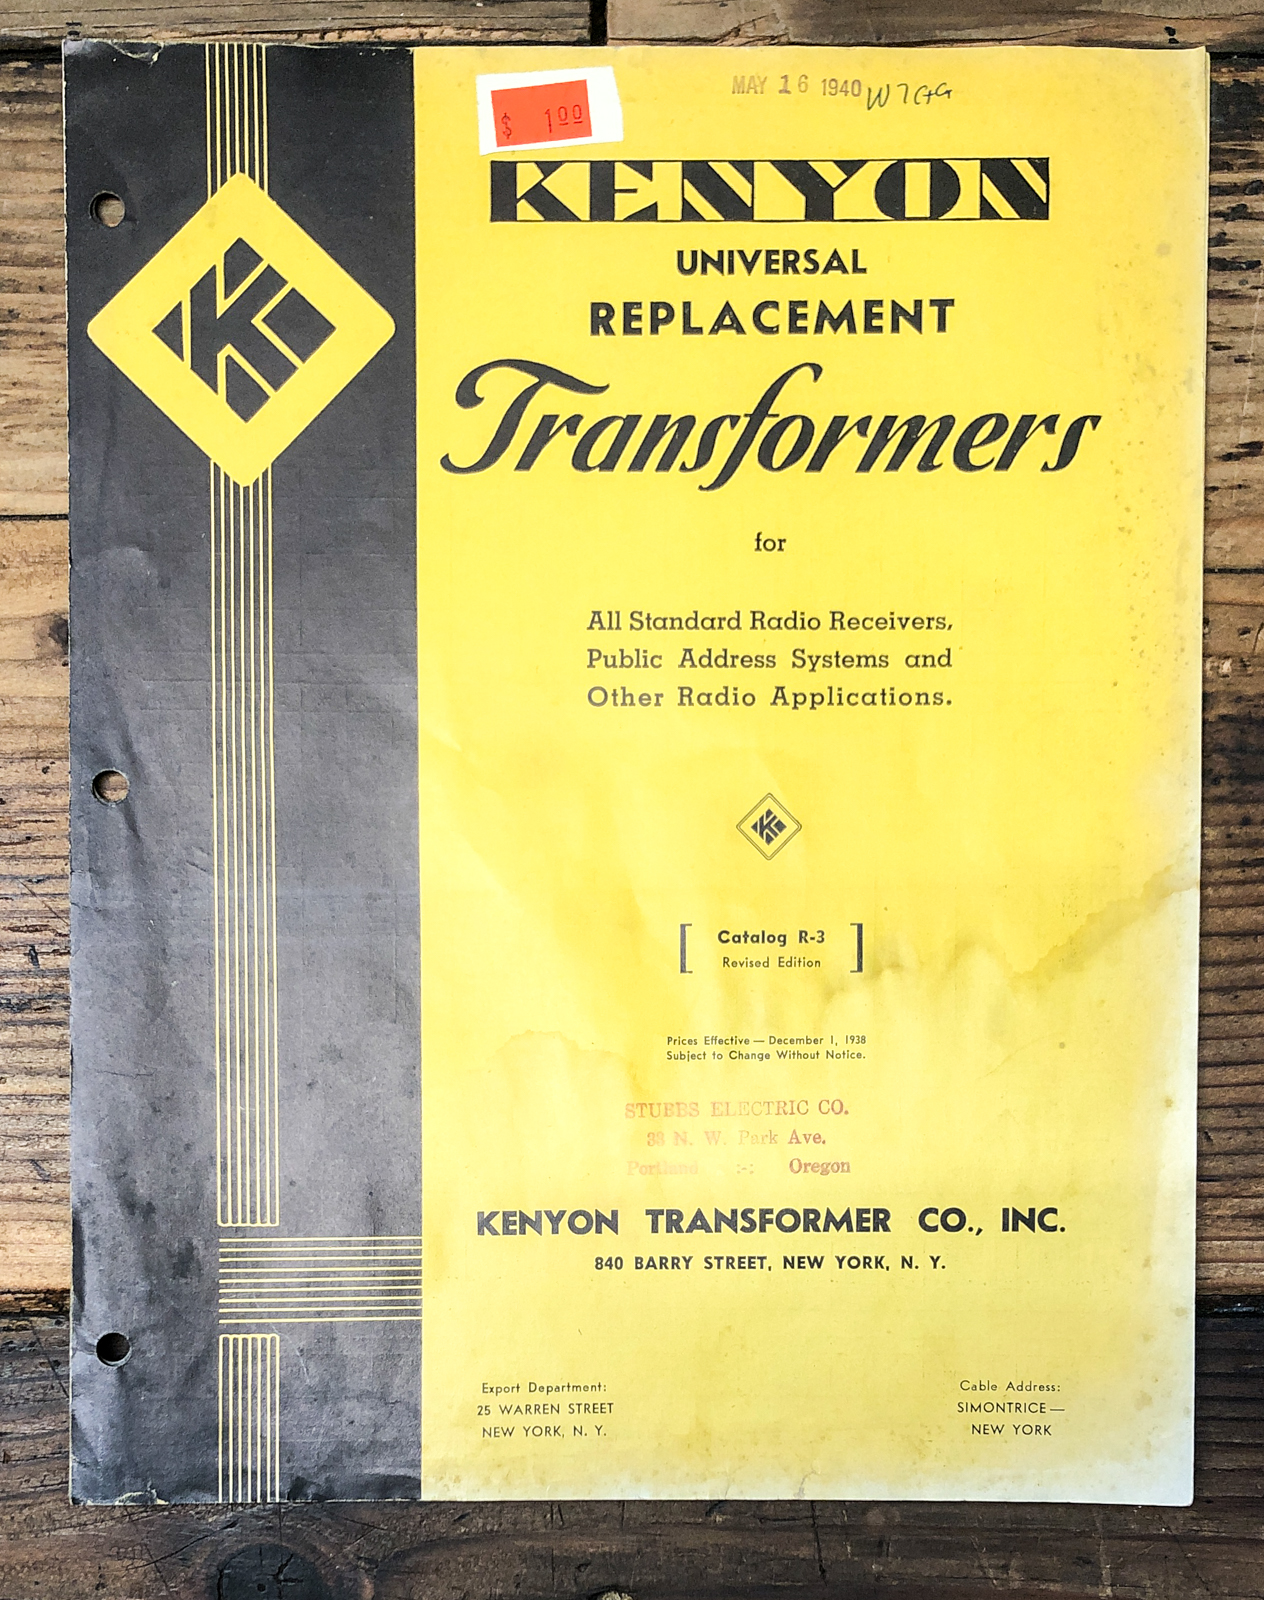 $ 1.00
MAY 16 1940 W7GG
KENYON
UNIVERSAL
REPLACEMENT
Transformers
for
All Standard Radio Receivers,
Public Address Systems and
Other Radio Applications.
K
[ Catalog R-3 ]
Revised Edition
Prices Effective — December 1, 1938
Subject to Change Without Notice.
STUBBS ELECTRIC CO.
33 N. W. Park Ave.
Portland :-: Oregon
KENYON TRANSFORMER CO., INC.
840 BARRY STREET, NEW YORK, N. Y.
Export Department:
25 WARREN STREET
NEW YORK, N. Y.
Cable Address:
SIMONTRICE—
NEW YORK